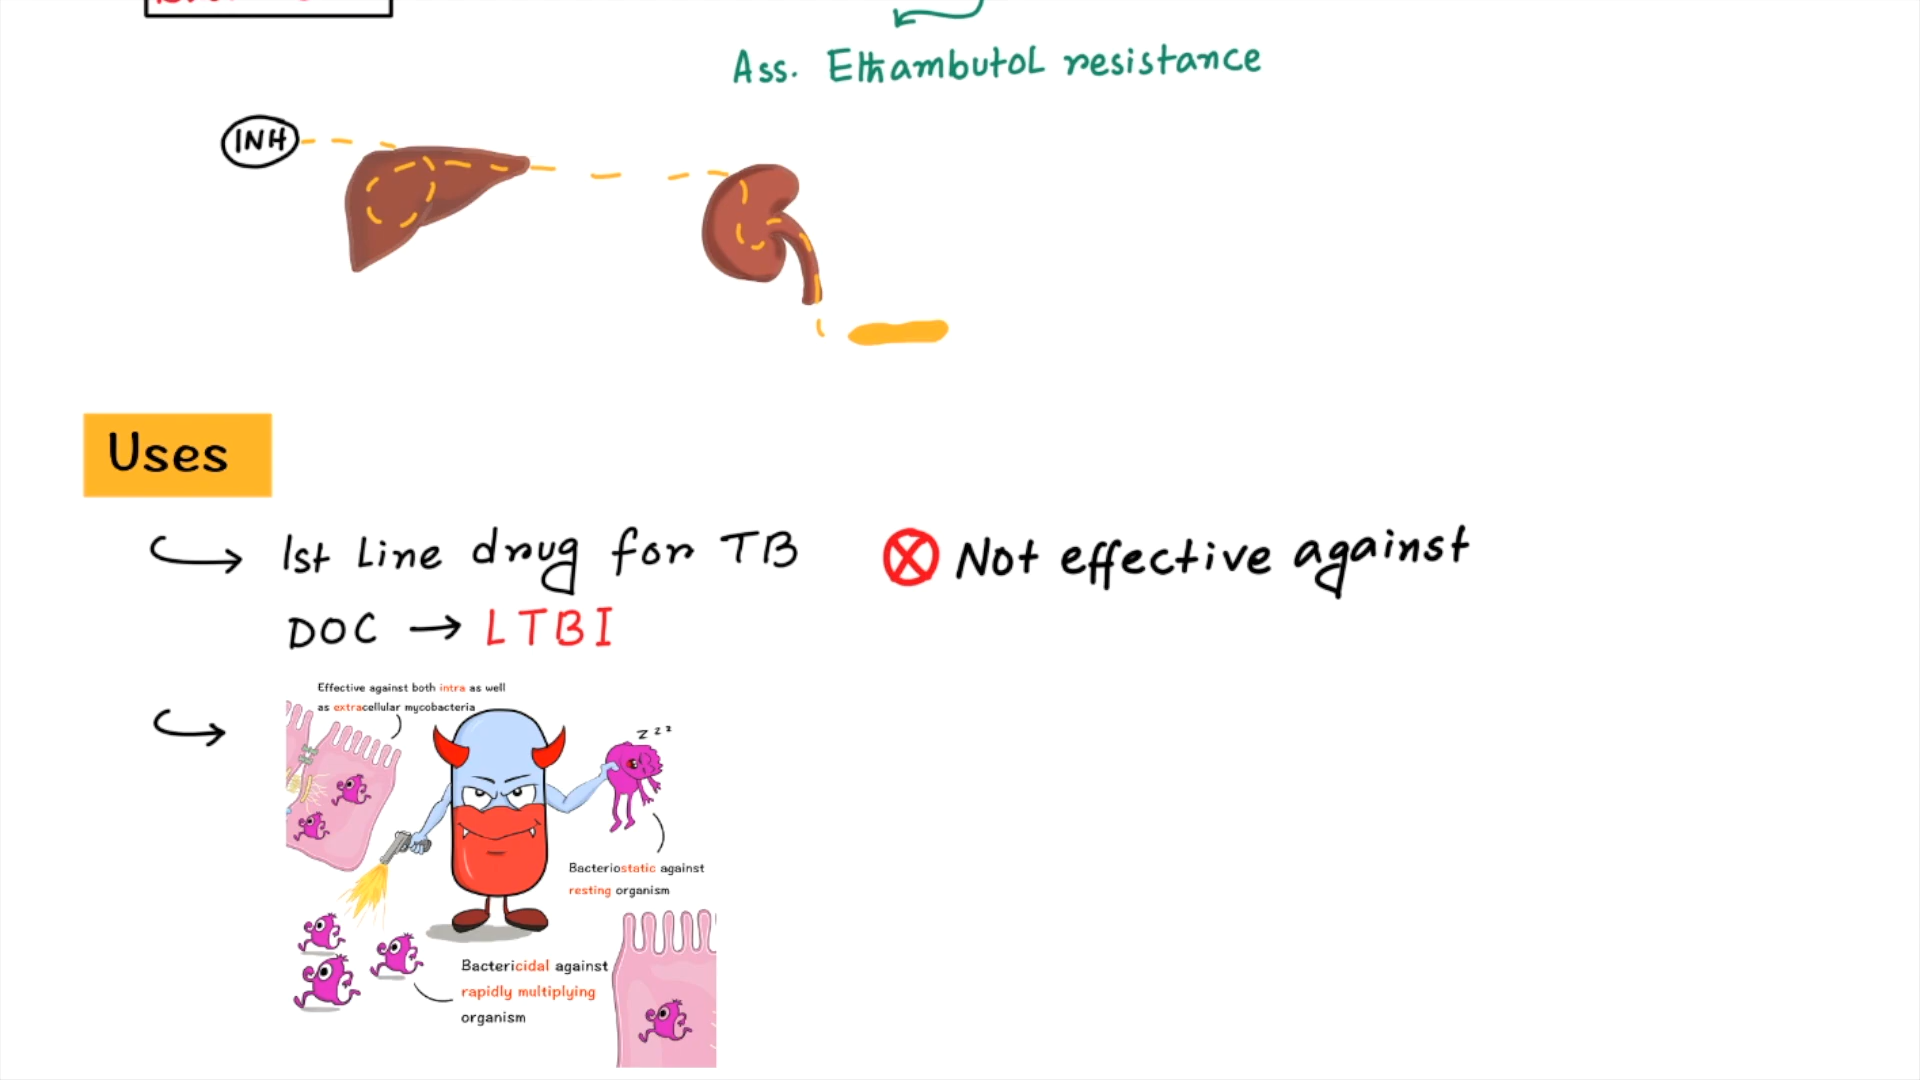 Ass. Ethambutol resistance
INH
Uses
1st Line drug for TB
Not effective against
DOC → LTBI
Effective against both intra as well
as extracellular mycobacteria
z z z
Bacteriostatic against
resting organism
Bactericidal against
rapidly multiplying
organism